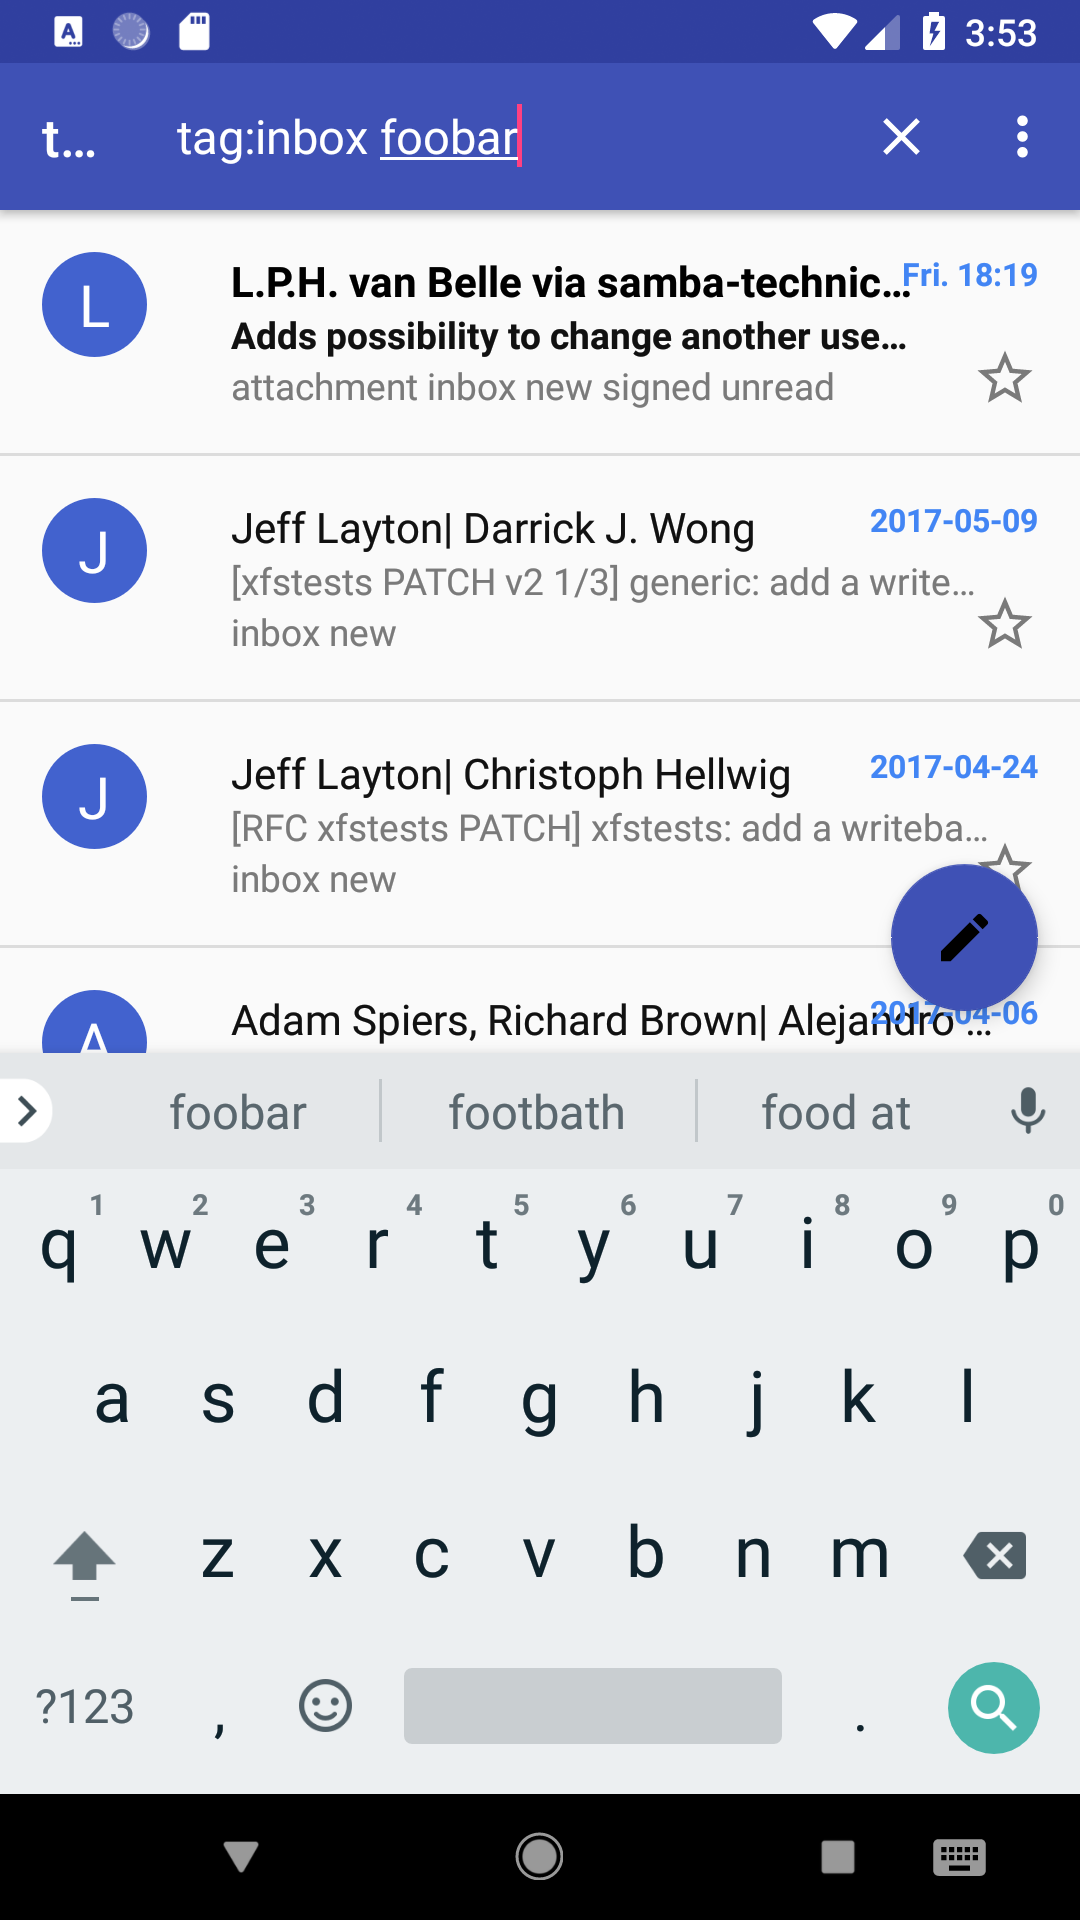 3:53
t... tag:inbox foobar
L L.P.H. van Belle via samba-technic... Fri. 18:19
Adds possibility to change another use...
attachment inbox new signed unread
J Jeff Layton| Darrick J. Wong 2017-05-09
[xfstests PATCH v2 1/3] generic: add a write...
inbox new
J Jeff Layton| Christoph Hellwig 2017-04-24
[RFC xfstests PATCH] xfstests: add a writeba...
inbox new
A Adam Spiers, Richard Brown| Alejandro ... 2017-04-06
foobar footbath food at
1 2 3 4 5 6 7 8 9 0
q w e r t y u i o p
a s d f g h j k l
z x c v b n m
?123 , .